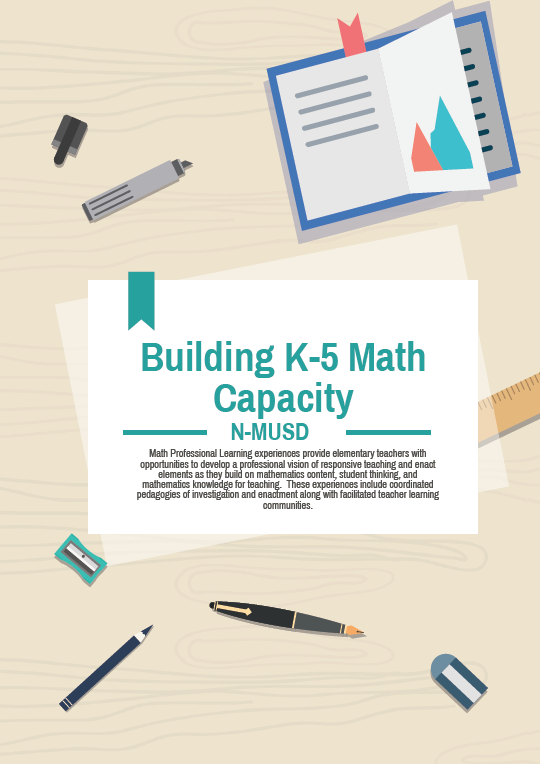 Building K-5 Math
Capacity
N-MUSD
Math Professional Learning experiences provide elementary teachers with
opportunities to develop a professional vision of responsive teaching and enact
elements as they build on mathematics content, student thinking, and
mathematics knowledge for teaching.  These experiences include coordinated
pedagogies of investigation and enactment along with facilitated teacher learning
communities.